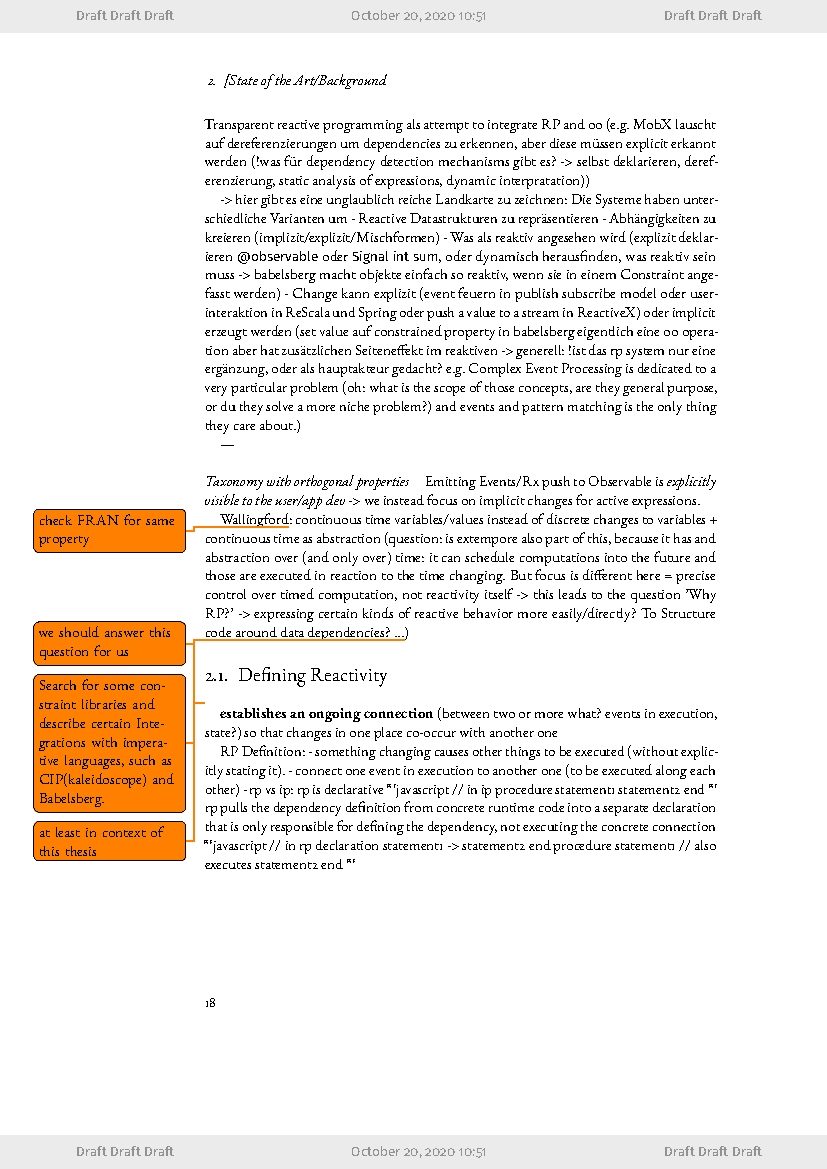 Draft Draft Draft October 20, 2020 10:51 Draft Draft Draft
2. [State of the Art/Background
Transparent reactive programming als attempt to integrate RP and oo (e.g. MobX lauscht
auf dereferenzierungen um dependencies zu erkennen, aber diese müssen explicit erkannt
werden (!was für dependency detection mechanisms gibt es? -> selbst deklarieren, deref-
erenzierung, static analysis of expressions, dynamic interpratation))
-> hier gibt es eine unglaublich reiche Landkarte zu zeichnen: Die Systeme haben unter-
schiedliche Varianten um - Reactive Datastrukturen zu repräsentieren - Abhängigkeiten zu
kreieren (implizit/explizit/Mischformen) - Was als reaktiv angesehen wird (explizit deklar-
ieren @observable oder Signal int sum, oder dynamisch herausfinden, was reaktiv sein
muss -> babelsberg macht objekte einfach so reaktiv, wenn sie in einem Constraint ange-
fasst werden) - Change kann explizit (event feuern in publish subscribe model oder user-
interaktion in ReScala und Spring oder push a value to a stream in ReactiveX) oder implicit
erzeugt werden (set value auf constrained property in babelsberg eigentlich eine oo opera-
tion aber hat zusätzlichen Seiteneffekt im reaktiven -> generell: !ist das rp system nur eine
ergänzung, oder als hauptakteur gedacht? e.g. Complex Event Processing is dedicated to a
very particular problem (oh: what is the scope of those concepts, are they general purpose,
or du they solve a more niche problem?) and events and pattern matching is the only thing
they care about.)
—
Taxonomy with orthogonal properties Emitting Events/Rx push to Observable is explicitly
visible to the user/app dev -> we instead focus on implicit changes for active expressions.
Wallingford: continuous time variables/values instead of discrete changes to variables +
continuous time as abstraction (question: is extempore also part of this, because it has and
abstraction over (and only over) time: it can schedule computations into the future and
those are executed in reaction to the time changing. But focus is different here = precise
control over timed computation, not reactivity itself -> this leads to the question 'Why
RP?' -> expressing certain kinds of reactive behavior more easily/directly? To Structure
code around data dependencies? ...)
check FRAN for same
property
we should answer this
question for us
Search for some con-
straint libraries and
describe certain Inte-
grations with impera-
tive languages, such as
CIP(kaleidoscope) and
Babelsberg.
at least in context of
this thesis
2.1. Defining Reactivity
establishes an ongoing connection (between two or more what? events in execution,
state?) so that changes in one place co-occur with another one
RP Definition: - something changing causes other things to be executed (without explic-
itly stating it). - connect one event in execution to another one (to be executed along each
other) - rp vs ip: rp is declarative "'javascript // in ip procedure statement1 statement2 end "'
rp pulls the dependency definition from concrete runtime code into a separate declaration
that is only responsible for defining the dependency, not executing the concrete connection
"'javascript // in rp declaration statement1 -> statement2 end procedure statement1 // also
executes statement2 end "'
18
Draft Draft Draft October 20, 2020 10:51 Draft Draft Draft